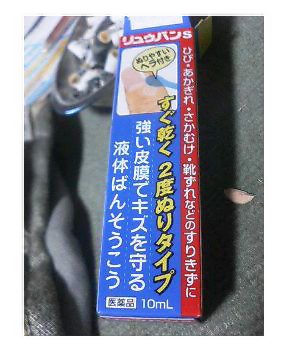 リュウバンS
ぬりやすい
ヘラ付き
ひび・あかぎれ・さかむけ・靴ずれなどのすりきずに
すぐ乾く2度ぬりタイプ
強い皮膜でキズを守る
液体ばんそうこう
医薬品 10mL